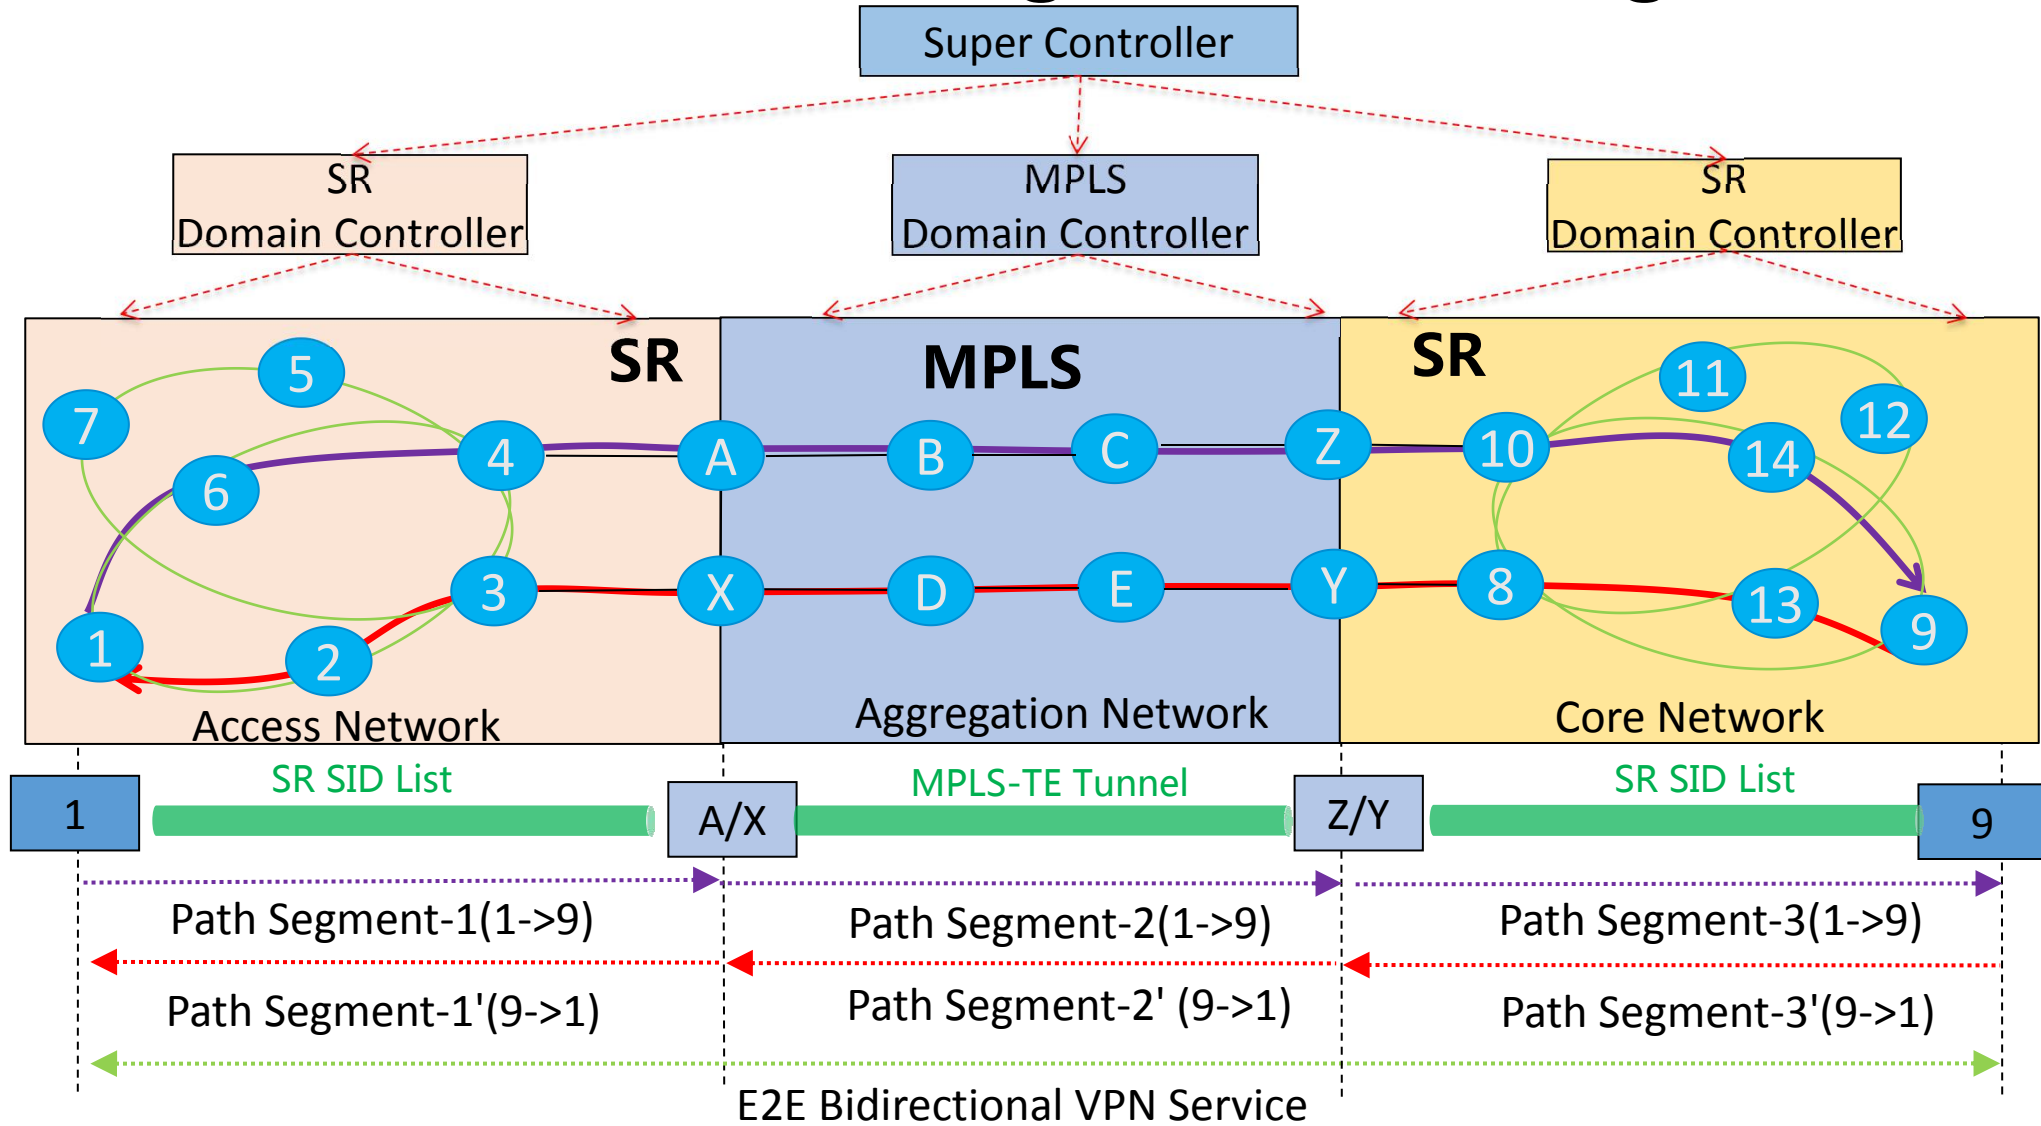 Super Controller
SR
Domain Controller
MPLS
Domain Controller
SR
Domain Controller
SR
MPLS
SR
5
7
4
6
3
1
2
A
B
C
Z
X
D
E
Y
10
11
12
14
8
13
9
Access Network
Aggregation Network
Core Network
SR SID List
MPLS-TE Tunnel
SR SID List
1
A/X
Z/Y
9
Path Segment-1(1->9)
Path Segment-2(1->9)
Path Segment-3(1->9)
Path Segment-1'(9->1)
Path Segment-2' (9->1)
Path Segment-3'(9->1)
E2E Bidirectional VPN Service